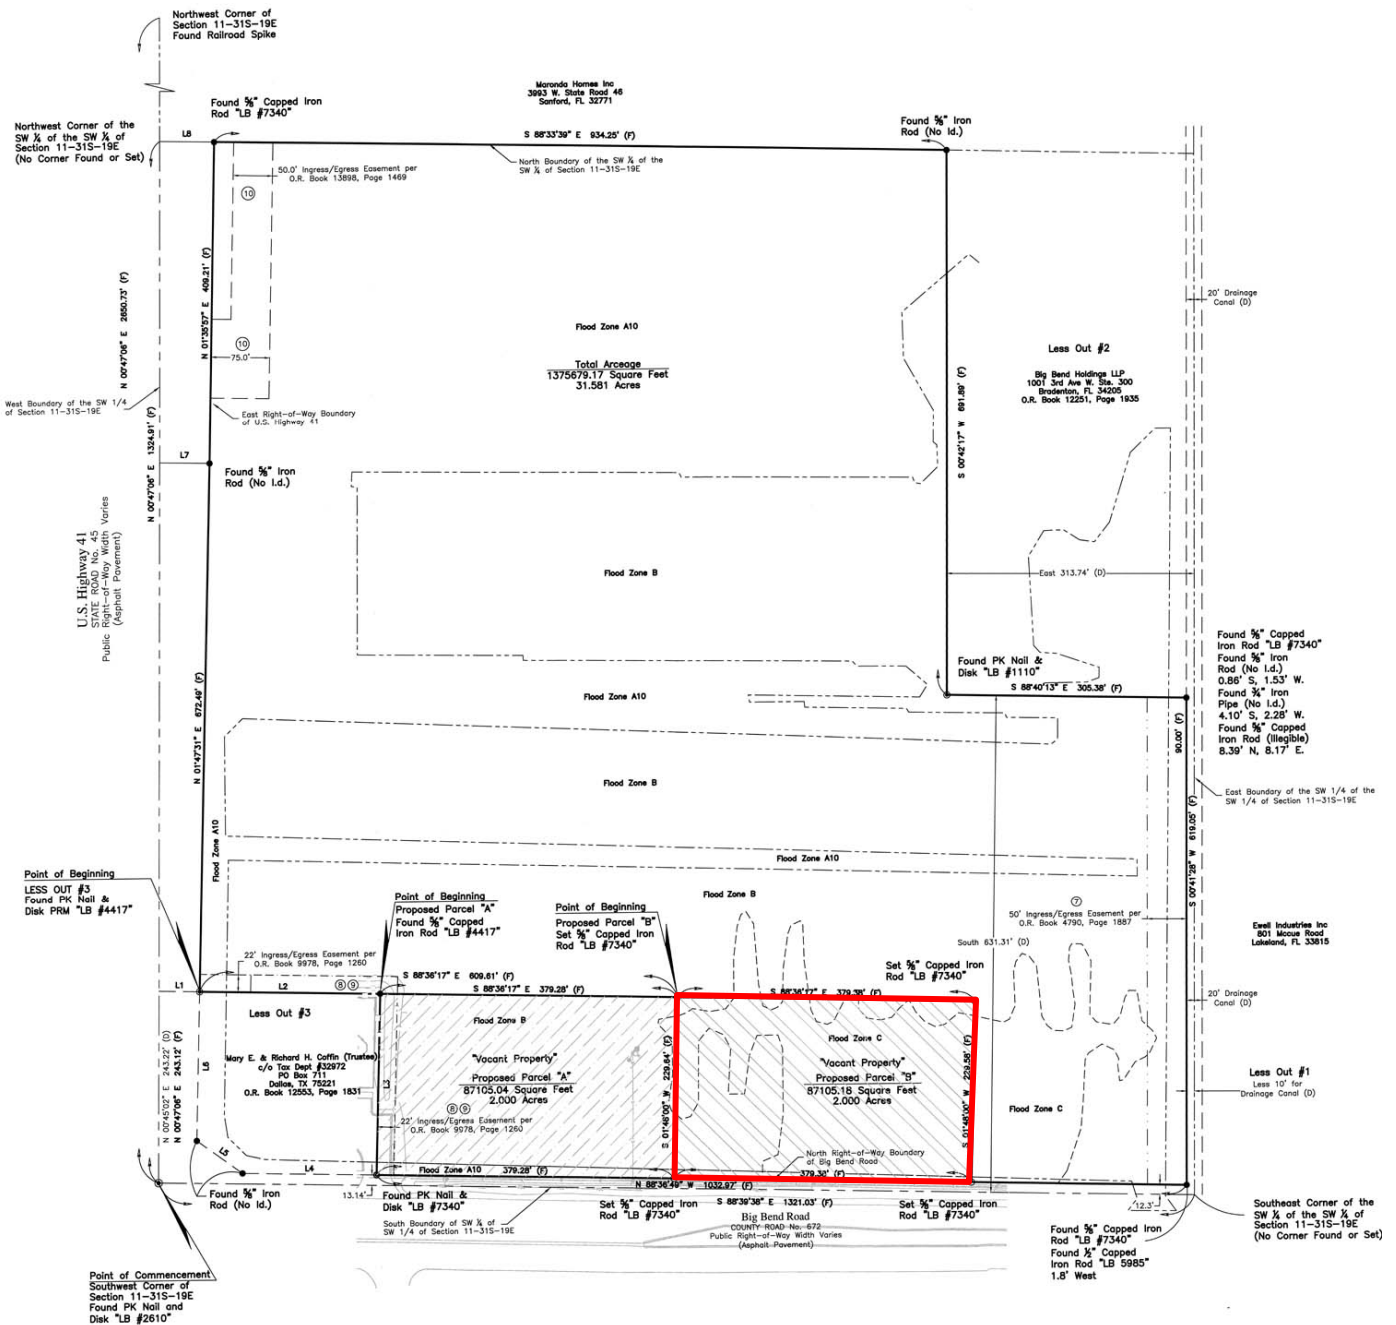 Northwest Corner of
Section 11-31S-19E
Found Railroad Spike
Maronda Homes Inc
3993 W. State Road 46
Sanford, FL 32771
Found ⅝" Capped Iron
Rod "LB #7340"
Northwest Corner of the
SW ¼ of the SW ¼ of
Section 11-31S-19E
(No Corner Found or Set)
L8
S 88°33'39" E 934.25' (F)
Found ⅝" Iron
Rod (No Id.)
North Boundary of the SW ¼ of the
SW ¼ of Section 11-31S-19E
50.0' Ingress/Egress Easement per
O.R. Book 13898, Page 1469
10
N 01°35'57" E 409.21' (F)
N 00°47'06" E 2650.73' (F)
20' Drainage
Canal (D)
Flood Zone A10
10
75.0'
Total Arceage
1375679.17 Square Feet
31.581 Acres
Less Out #2
Big Bend Holdings LLP
1001 3rd Ave W. Ste. 300
Bradenton, FL 34205
O.R. Book 12251, Page 1935
S 00°42'17" W 691.89' (F)
West Boundary of the SW 1/4
of Section 11-31S-19E
East Right-of-Way Boundary
of U.S. Highway 41
N 00°47'06" E 1324.91' (F)
L7
Found ⅝" Iron
Rod (No I.d.)
U.S. Highway 41
STATE ROAD No. 45
Public Right-of-Way Width Varies
(Asphalt Pavement)
Flood Zone B
East 313.74' (D)
Found ⅝" Capped
Iron Rod "LB #7340"
Found ⅝" Iron
Rod (No I.d.)
0.86' S, 1.53' W.
Found ¾" Iron
Pipe (No I.d.)
4.10' S, 2.28' W.
Found ⅝" Capped
Iron Rod (Illegible)
8.39' N, 8.17' E.
Found PK Nail &
Disk "LB #1110"
S 88°40'13" E 305.38' (F)
Flood Zone A10
N 01°47'31" E 672.49' (F)
90.00' (F)
Flood Zone B
East Boundary of the SW 1/4 of the
SW 1/4 of Section 11-31S-19E
S 00°41'28" W 619.05' (F)
Flood Zone A10
Flood Zone A10
Point of Beginning
LESS OUT #3
Found PK Nail &
Disk PRM "LB #4417"
Point of Beginning
Proposed Parcel "A"
Found ⅝" Capped
Iron Rod "LB #4417"
Point of Beginning
Proposed Parcel "B"
Set ⅝" Capped Iron
Rod "LB #7340"
Flood Zone B
7
50' Ingress/Egress Easement per
O.R. Book 4790, Page 1887
South 631.31' (D)
Ewell Industries Inc
801 Mccue Road
Lakeland, FL 33815
22' Ingress/Egress Easement per
O.R. Book 9978, Page 1260
S 88°36'17" E 609.61' (F)
Set ⅝" Capped Iron
Rod "LB #7340"
L1
L2
8 9
S 88°36'17" E 379.28' (F)
S 88°36'17" E 379.38' (F)
20' Drainage
Canal (D)
Less Out #3
Flood Zone B
Flood Zone C
Mary E. & Richard H. Coffin (Trustee)
c/o Tax Dept #32972
PO Box 711
Dallas, TX 75221
O.R. Book 12553, Page 1831
"Vacant Property"
Proposed Parcel "A"
87105.04 Square Feet
2.000 Acres
"Vacant Property"
Proposed Parcel "B"
87105.18 Square Feet
2.000 Acres
N 00°45'02" E 243.22' (D)
N 00°47'06" E 243.12' (F)
L6
L3
S 01°46'00" W 229.64' (F)
S 01°46'00" W 229.56' (F)
Less Out #1
Less 10' for
Drainage Canal (D)
Flood Zone C
8 9
22' Ingress/Egress Easement per
O.R. Book 9978, Page 1260
North Right-of-Way Boundary
of Big Bend Road
L5
L4
Flood Zone A10
379.28' (F)
379.38' (F)
N 88°36'49" W 1032.97' (F)
13.14'
Found ⅝" Iron
Rod (No Id.)
Found PK Nail &
Disk "LB #7340"
Set ⅝" Capped Iron
Rod "LB #7340"
S 88°39'38" E 1321.03' (F)
Set ⅝" Capped Iron
Rod "LB #7340"
12.3'
Southeast Corner of the
SW ¼ of the SW ¼ of
Section 11-31S-19E
(No Corner Found or Set)
South Boundary of SW ¼ of
SW 1/4 of Section 11-31S-19E
Big Bend Road
COUNTY ROAD No. 672
Public Right-of-Way Width Varies
(Asphalt Pavement)
Found ⅝" Capped Iron
Rod "LB #7340"
Found ½" Capped
Iron Rod "LB 5985"
1.8' West
Point of Commencement
Southwest Corner of
Section 11-31S-19E
Found PK Nail and
Disk "LB #2610"